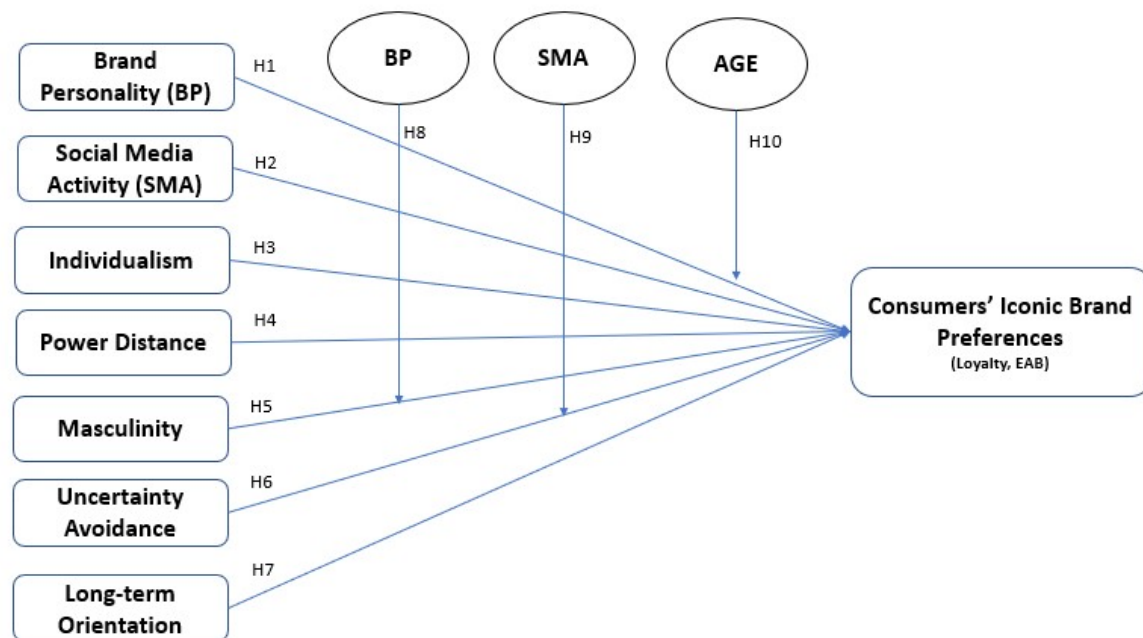 Brand
Personality (BP)
H1
BP
SMA
AGE
H8
H9
H10
Social Media
Activity (SMA)
H2
Individualism
H3
Power Distance
H4
Masculinity
H5
Uncertainty
Avoidance
H6
Long-term
Orientation
H7
Consumers’ Iconic Brand
Preferences
(Loyalty, EAB)